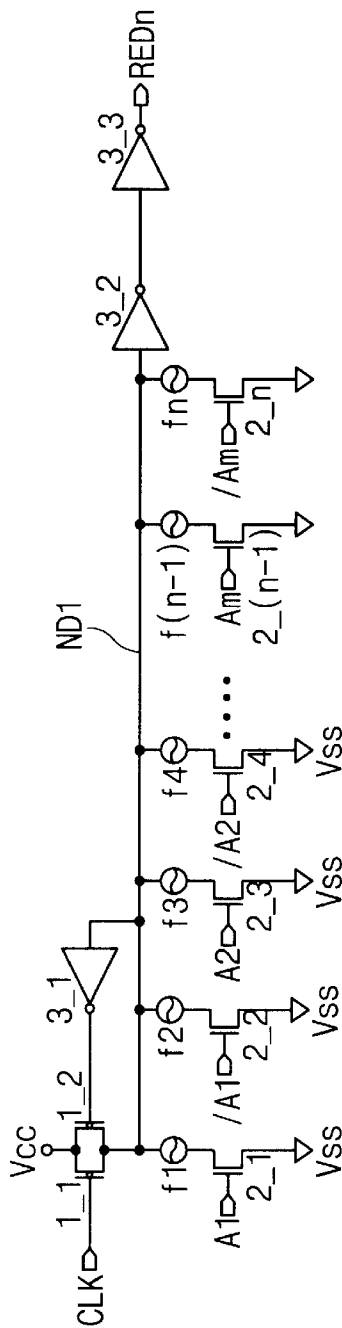 Vcc
1_1
1_2
CLK
3_1
ND1
3_2
3_3
REDn
f1
f2
f3
f4
f(n-1)
fn
A1
/A1
A2
/A2
Am
/Am
2_1
2_2
2_3
2_4
2_(n-1)
2_n
Vss
Vss
Vss
Vss